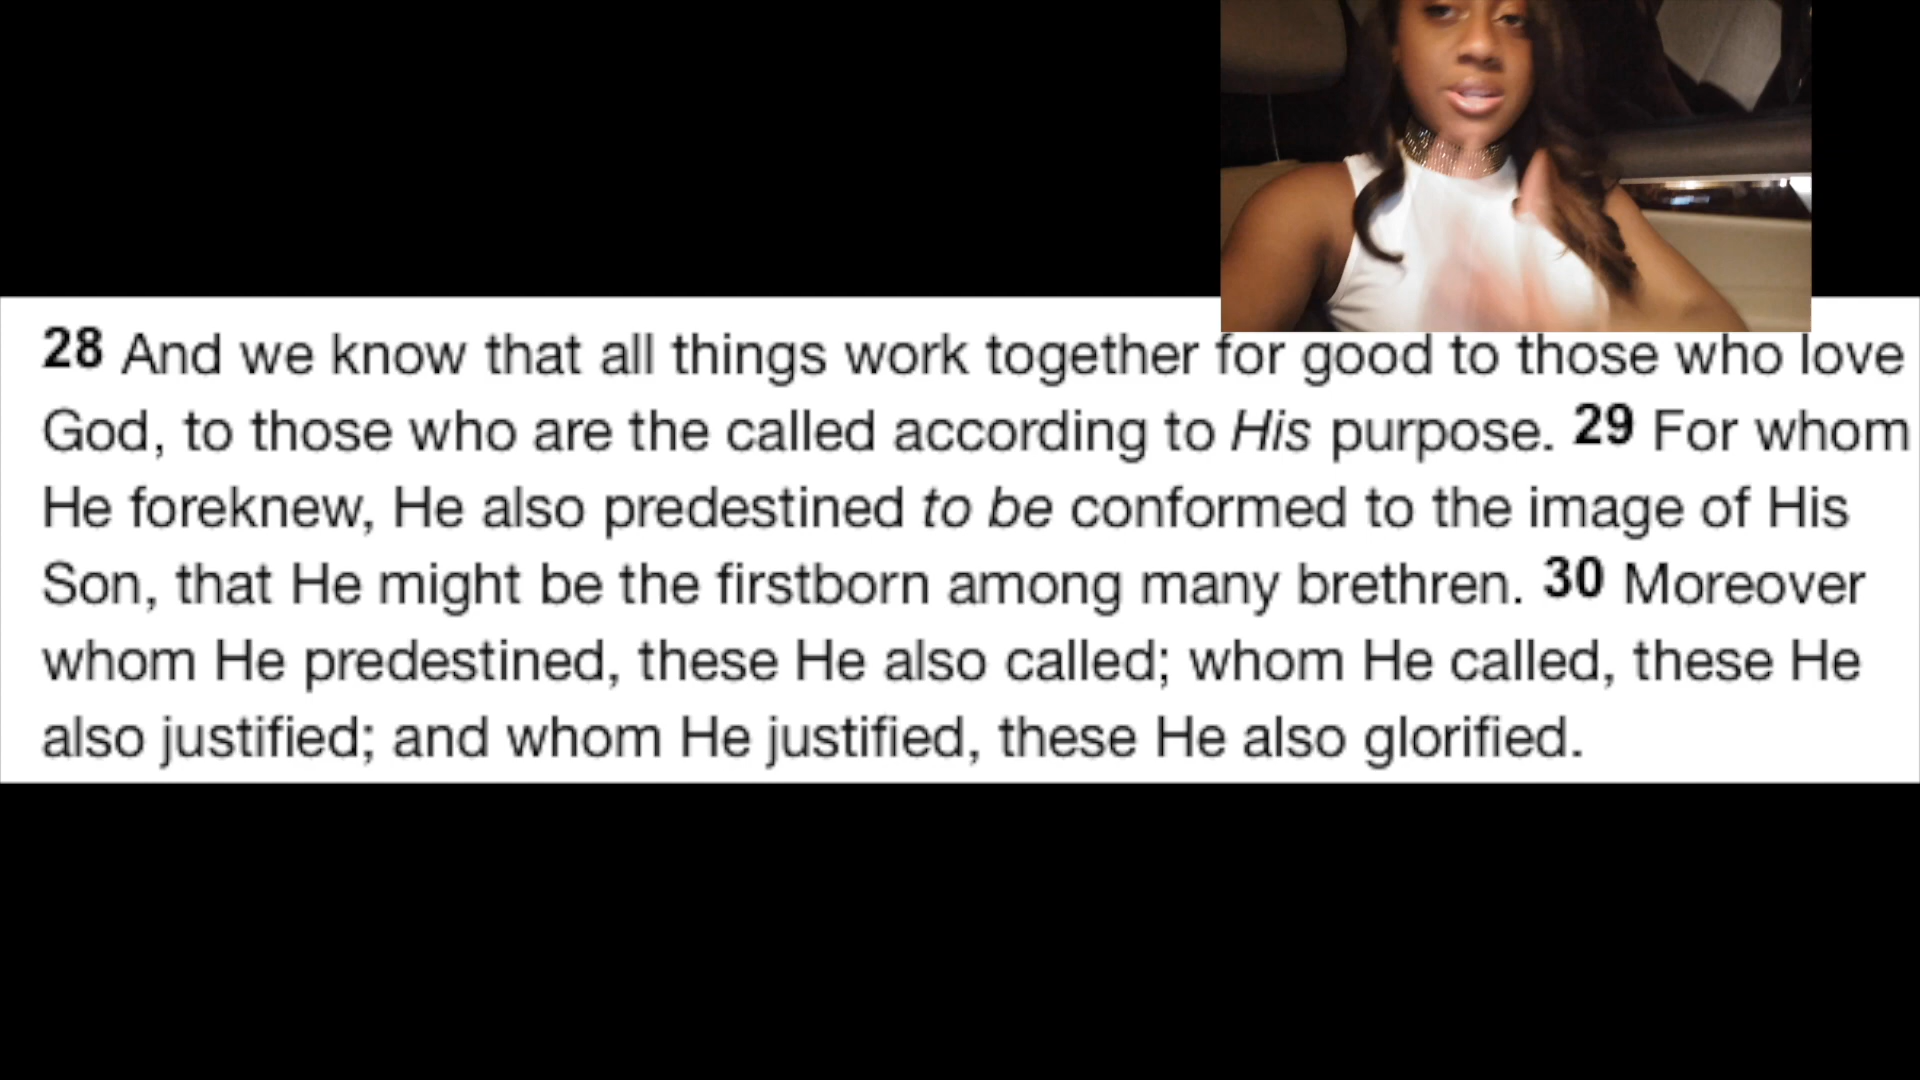 28 And we know that all things work together for good to those who love
God, to those who are the called according to His purpose. 29 For whom
He foreknew, He also predestined to be conformed to the image of His
Son, that He might be the firstborn among many brethren. 30 Moreover
whom He predestined, these He also called; whom He called, these He
also justified; and whom He justified, these He also glorified.